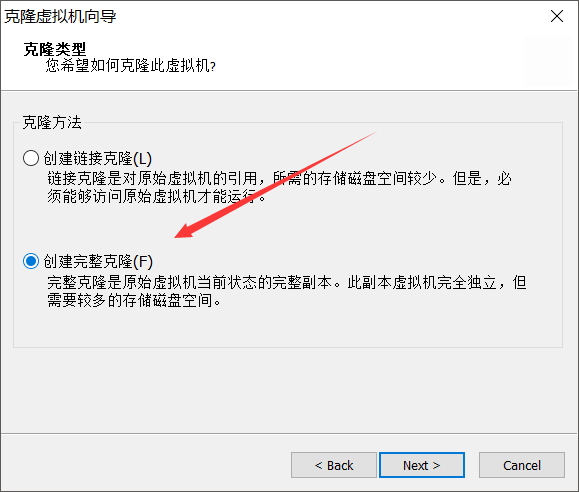 克隆虚拟机向导
克隆类型
您希望如何克隆此虚拟机?
克隆方法
创建链接克隆(L)
链接克隆是对原始虚拟机的引用，所需的存储磁盘空间较少。但是，必
须能够访问原始虚拟机才能运行。
创建完整克隆(F)
完整克隆是原始虚拟机当前状态的完整副本。此副本虚拟机完全独立，但
需要较多的存储磁盘空间。
< Back
Next >
Cancel